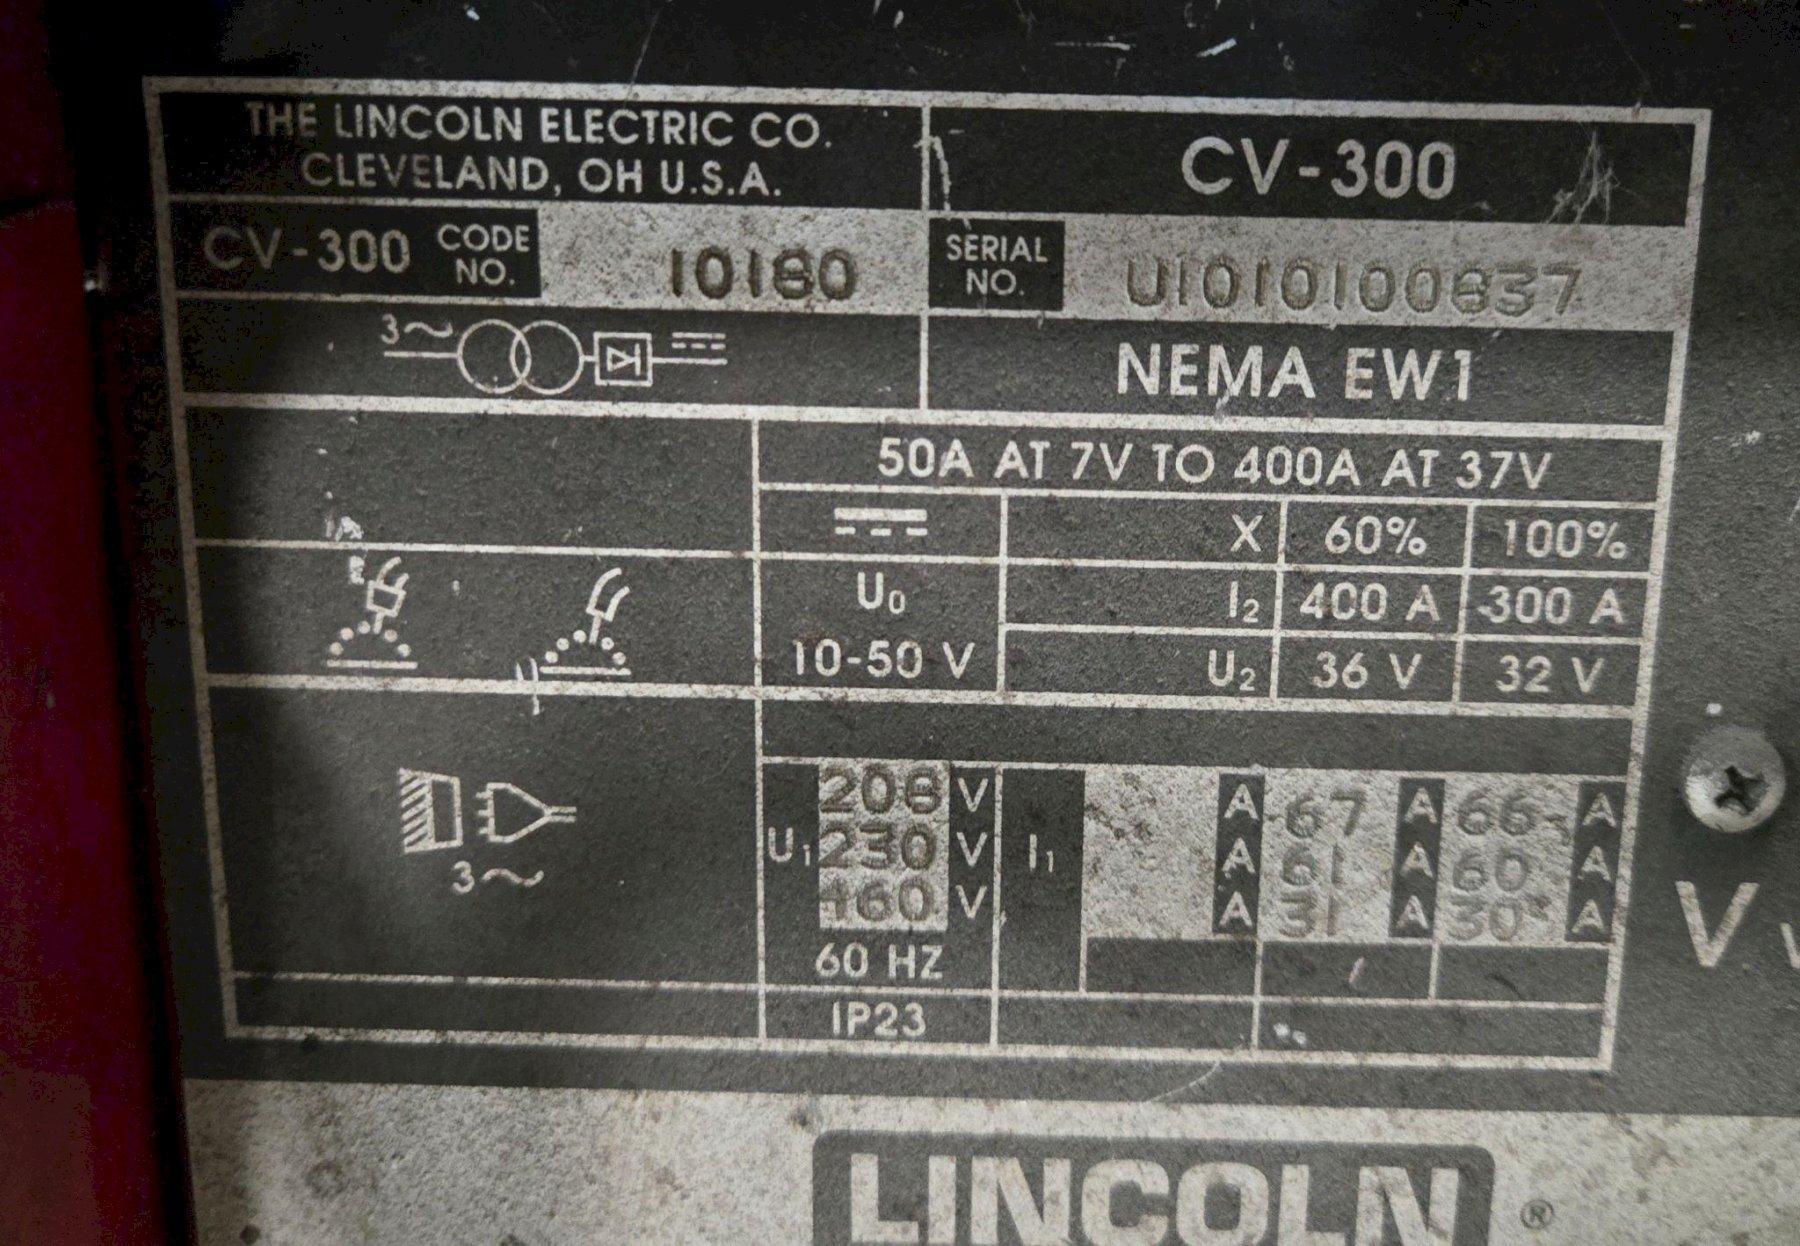 THE LINCOLN ELECTRIC CO.
CLEVELAND, OH U.S.A.
CV-300
CV-300 CODE NO. 10180
SERIAL NO. U1010100837
3~
NEMA EW1
50A AT 7V TO 400A AT 37V
X 60% 100%
U0
10-50 V
I2 400 A 300 A
U2 36 V 32 V
3~
U1 208 V I1 A 67 A 66 A
230 V A 61 A 60 A
460 V A 31 A 30 A
60 HZ
IP23
V
LINCOLN ®